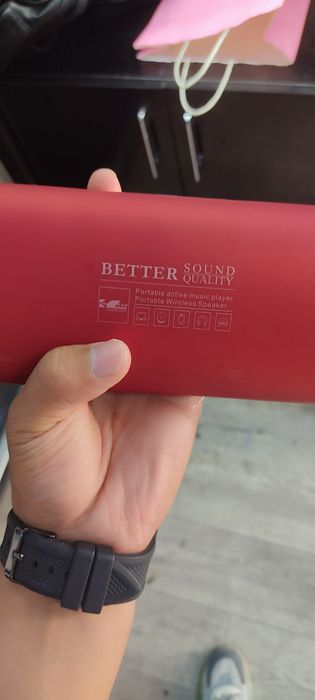 BETTER SOUND QUALITY
Portable active music player
Portable Wireless Speaker